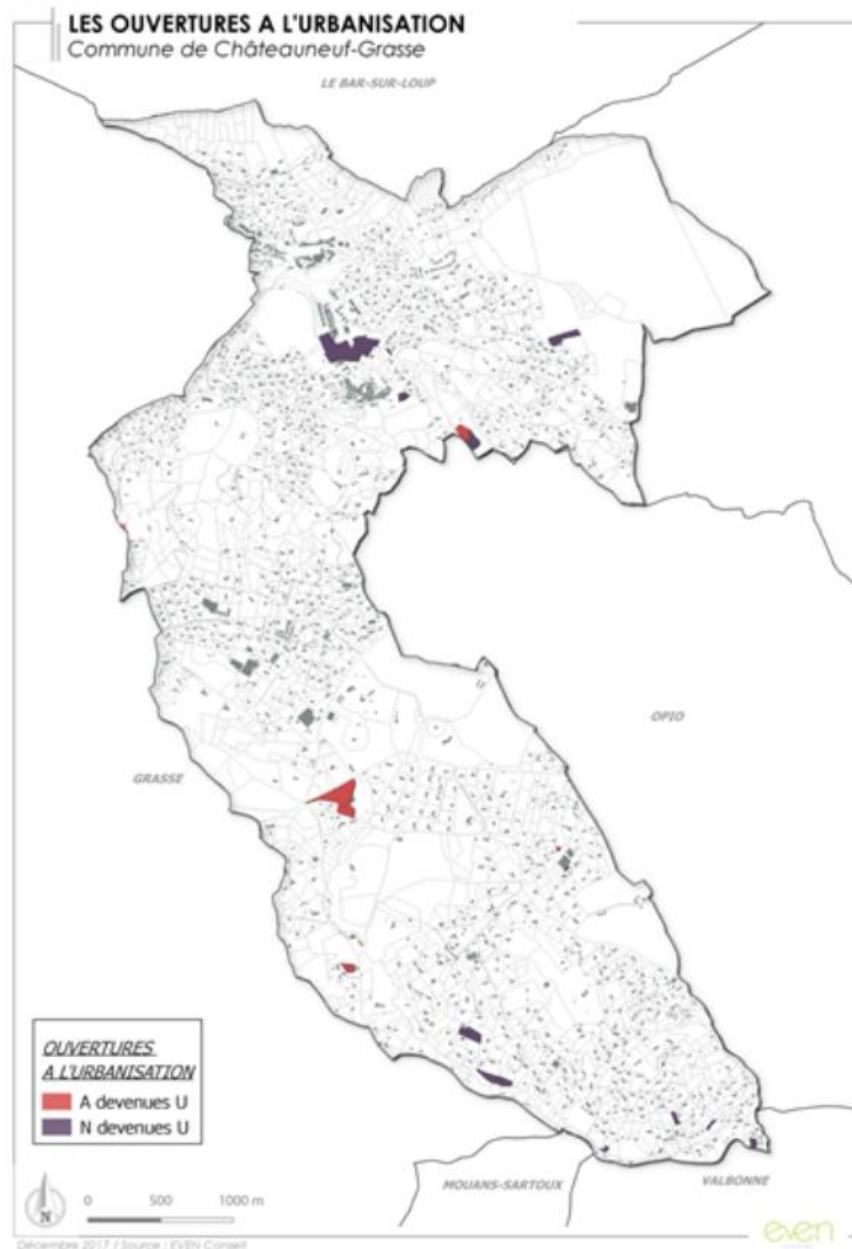 LES OUVERTURES A L'URBANISATION
Commune de Châteauneuf-Grasse
LE BAR-SUR-LOUP
OPIO
GRASSE
OUVERTURES
A L'URBANISATION
A devenues U
N devenues U
MOUANS-SARTOUX
VALBONNE
N
0 500 1000 m
even
Décembre 2017 / Source : EVEN Conseil